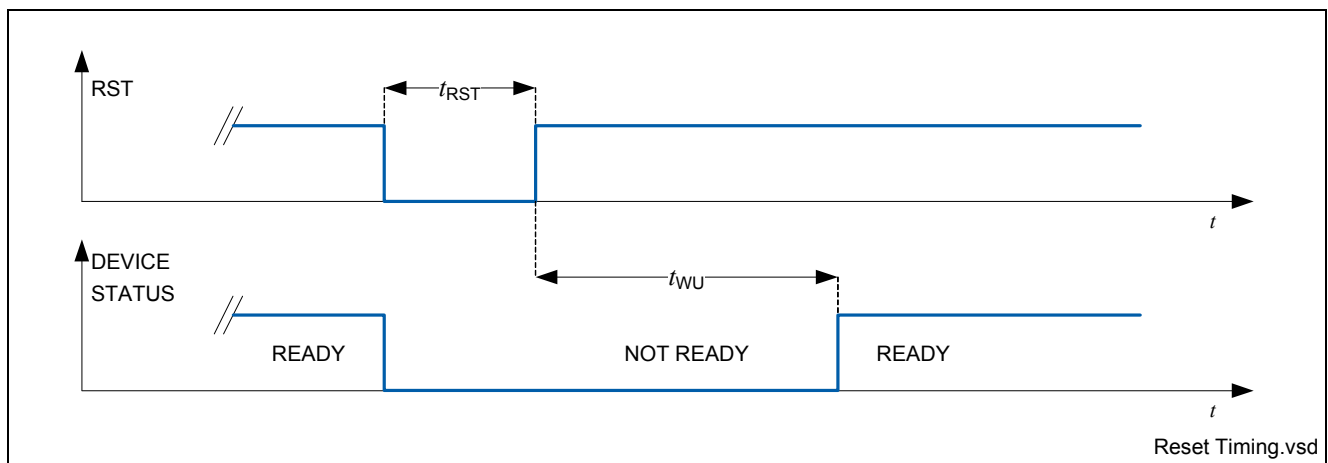 RST
tRST
t
DEVICE
STATUS
tWU
READY
NOT READY
READY
t
Reset Timing.vsd